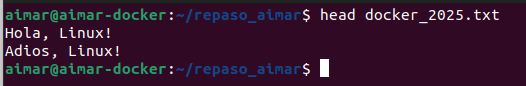 aimar@aimar-docker:~/repaso_aimar$ head docker_2025.txt
Hola, Linux!
Adios, Linux!
aimar@aimar-docker:~/repaso_aimar$